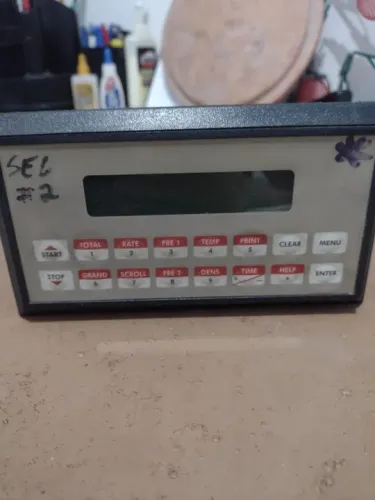 SEL
#2
START TOTAL 1 RATE 2 PRE 1 3 TEMP 4 PRINT 5 CLEAR MENU
STOP GRAND 6 SCROLL 7 PRE 2 8 DENS 9 TIME 0 HELP • ENTER